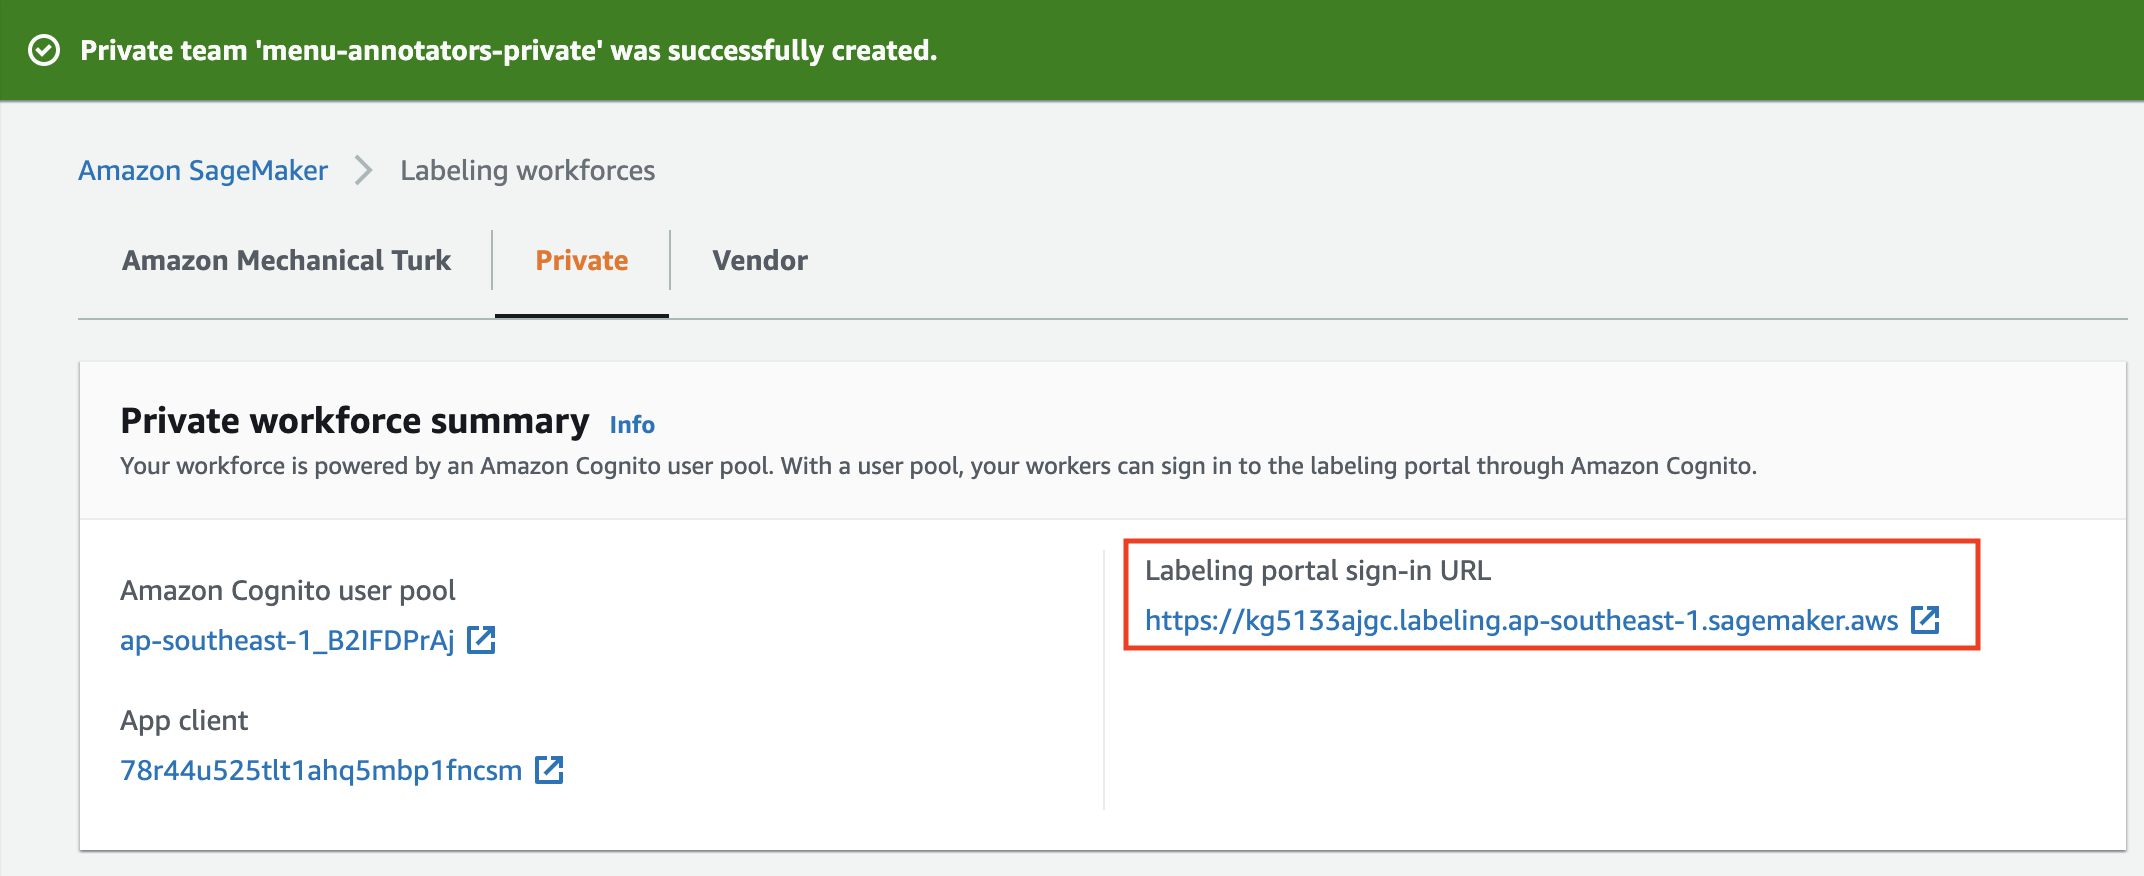 Private team 'menu-annotators-private' was successfully created.
Amazon SageMaker > Labeling workforces
Amazon Mechanical Turk Private Vendor
Private workforce summary Info
Your workforce is powered by an Amazon Cognito user pool. With a user pool, your workers can sign in to the labeling portal through Amazon Cognito.
Amazon Cognito user pool
ap-southeast-1_B2IFDPrAj
App client
78r44u525tlt1ahq5mbp1fncsm
Labeling portal sign-in URL
https://kg5133ajgc.labeling.ap-southeast-1.sagemaker.aws